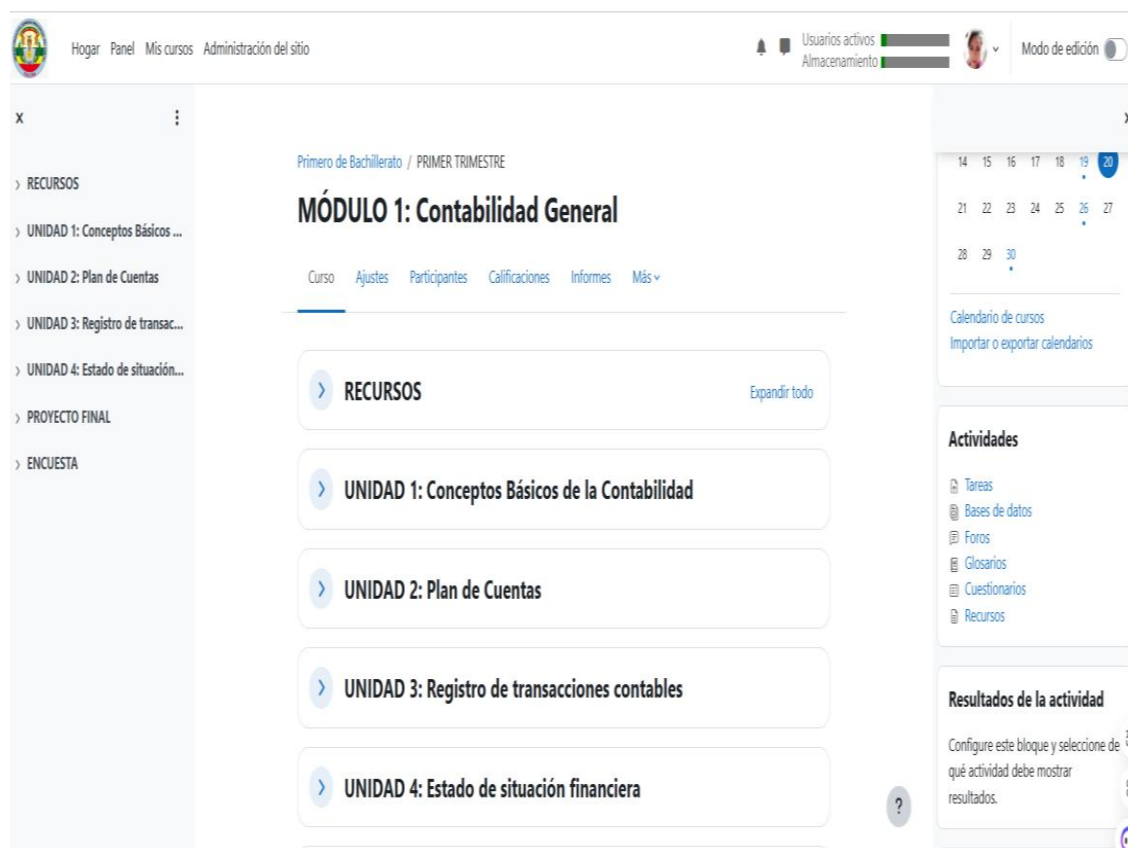 Hogar Panel Mis cursos Administración del sitio
Usuarios activos
Almacenamiento
Modo de edición
x
RECURSOS
UNIDAD 1: Conceptos Básicos ...
UNIDAD 2: Plan de Cuentas
UNIDAD 3: Registro de transac...
UNIDAD 4: Estado de situación...
PROYECTO FINAL
ENCUESTA
Primero de Bachillerato / PRIMER TRIMESTRE
MÓDULO 1: Contabilidad General
Curso Ajustes Participantes Calificaciones Informes Más
RECURSOS
Expandir todo
UNIDAD 1: Conceptos Básicos de la Contabilidad
UNIDAD 2: Plan de Cuentas
UNIDAD 3: Registro de transacciones contables
UNIDAD 4: Estado de situación financiera
?
14 15 16 17 18 19 20
21 22 23 24 25 26 27
28 29 30
Calendario de cursos
Importar o exportar calendarios
Actividades
Tareas
Bases de datos
Foros
Glosarios
Cuestionarios
Recursos
Resultados de la actividad
Configure este bloque y seleccione de
qué actividad debe mostrar
resultados.